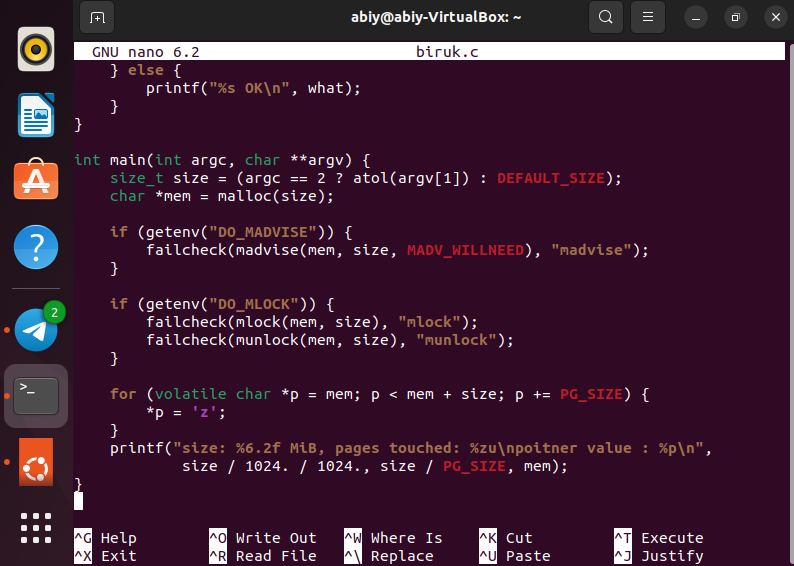 abiy@abiy-VirtualBox: ~
GNU nano 6.2 biruk.c
    } else {
        printf("%s OK\n", what);
    }
}

int main(int argc, char **argv) {
    size_t size = (argc == 2 ? atol(argv[1]) : DEFAULT_SIZE);
    char *mem = malloc(size);

    if (getenv("DO_MADVISE")) {
        failcheck(madvise(mem, size, MADV_WILLNEED), "madvise");
    }

    if (getenv("DO_MLOCK")) {
        failcheck(mlock(mem, size), "mlock");
        failcheck(munlock(mem, size), "munlock");
    }

    for (volatile char *p = mem; p < mem + size; p += PG_SIZE) {
        *p = 'z';
    }
    printf("size: %6.2f MiB, pages touched: %zu\npoitner value : %p\n",
            size / 1024. / 1024., size / PG_SIZE, mem);
}
2
>_
^G Help ^O Write Out ^W Where Is ^K Cut ^T Execute
^X Exit ^R Read File ^\ Replace ^U Paste ^J Justify